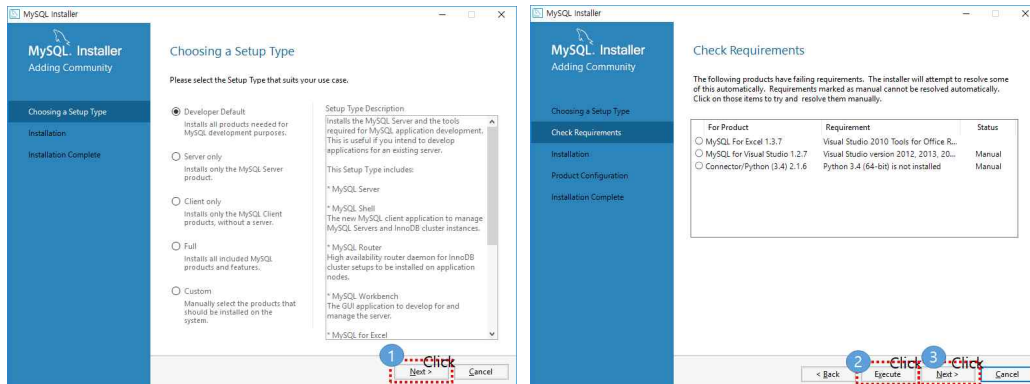 MySQL Installer
MySQL. Installer
Adding Community
Choosing a Setup Type
Installation
Installation Complete
Choosing a Setup Type
Please select the Setup Type that suits your use case.
Developer Default
Installs all products needed for
MySQL development purposes.
Server only
Installs only the MySQL Server
product.
Client only
Installs only the MySQL Client
products, without a server.
Full
Installs all included MySQL
products and features.
Custom
Manually select the products that
should be installed on the
system.
Setup Type Description
Installs the MySQL Server and the tools
required for MySQL application development.
This is useful if you intend to develop
applications for an existing server.
This Setup Type includes:
* MySQL Server
* MySQL Shell
The new MySQL client application to manage
MySQL Servers and InnoDB cluster instances.
* MySQL Router
High availability router daemon for InnoDB
cluster setups to be installed on application
nodes.
* MySQL Workbench
The GUI application to develop for and
manage the server.
* MySQL for Excel
1 Click
Next > Cancel
MySQL Installer
MySQL. Installer
Adding Community
Choosing a Setup Type
Check Requirements
Installation
Product Configuration
Installation Complete
Check Requirements
The following products have failing requirements. The installer will attempt to resolve some
of this automatically. Requirements marked as manual cannot be resolved automatically.
Click on those items to try and resolve them manually.
For Product Requirement Status
MySQL For Excel 1.3.7 Visual Studio 2010 Tools for Office R...
MySQL for Visual Studio 1.2.7 Visual Studio version 2012, 2013, 20... Manual
Connector/Python (3.4) 2.1.6 Python 3.4 (64-bit) is not installed Manual
2 Click 3 Click
< Back Execute Next > Cancel